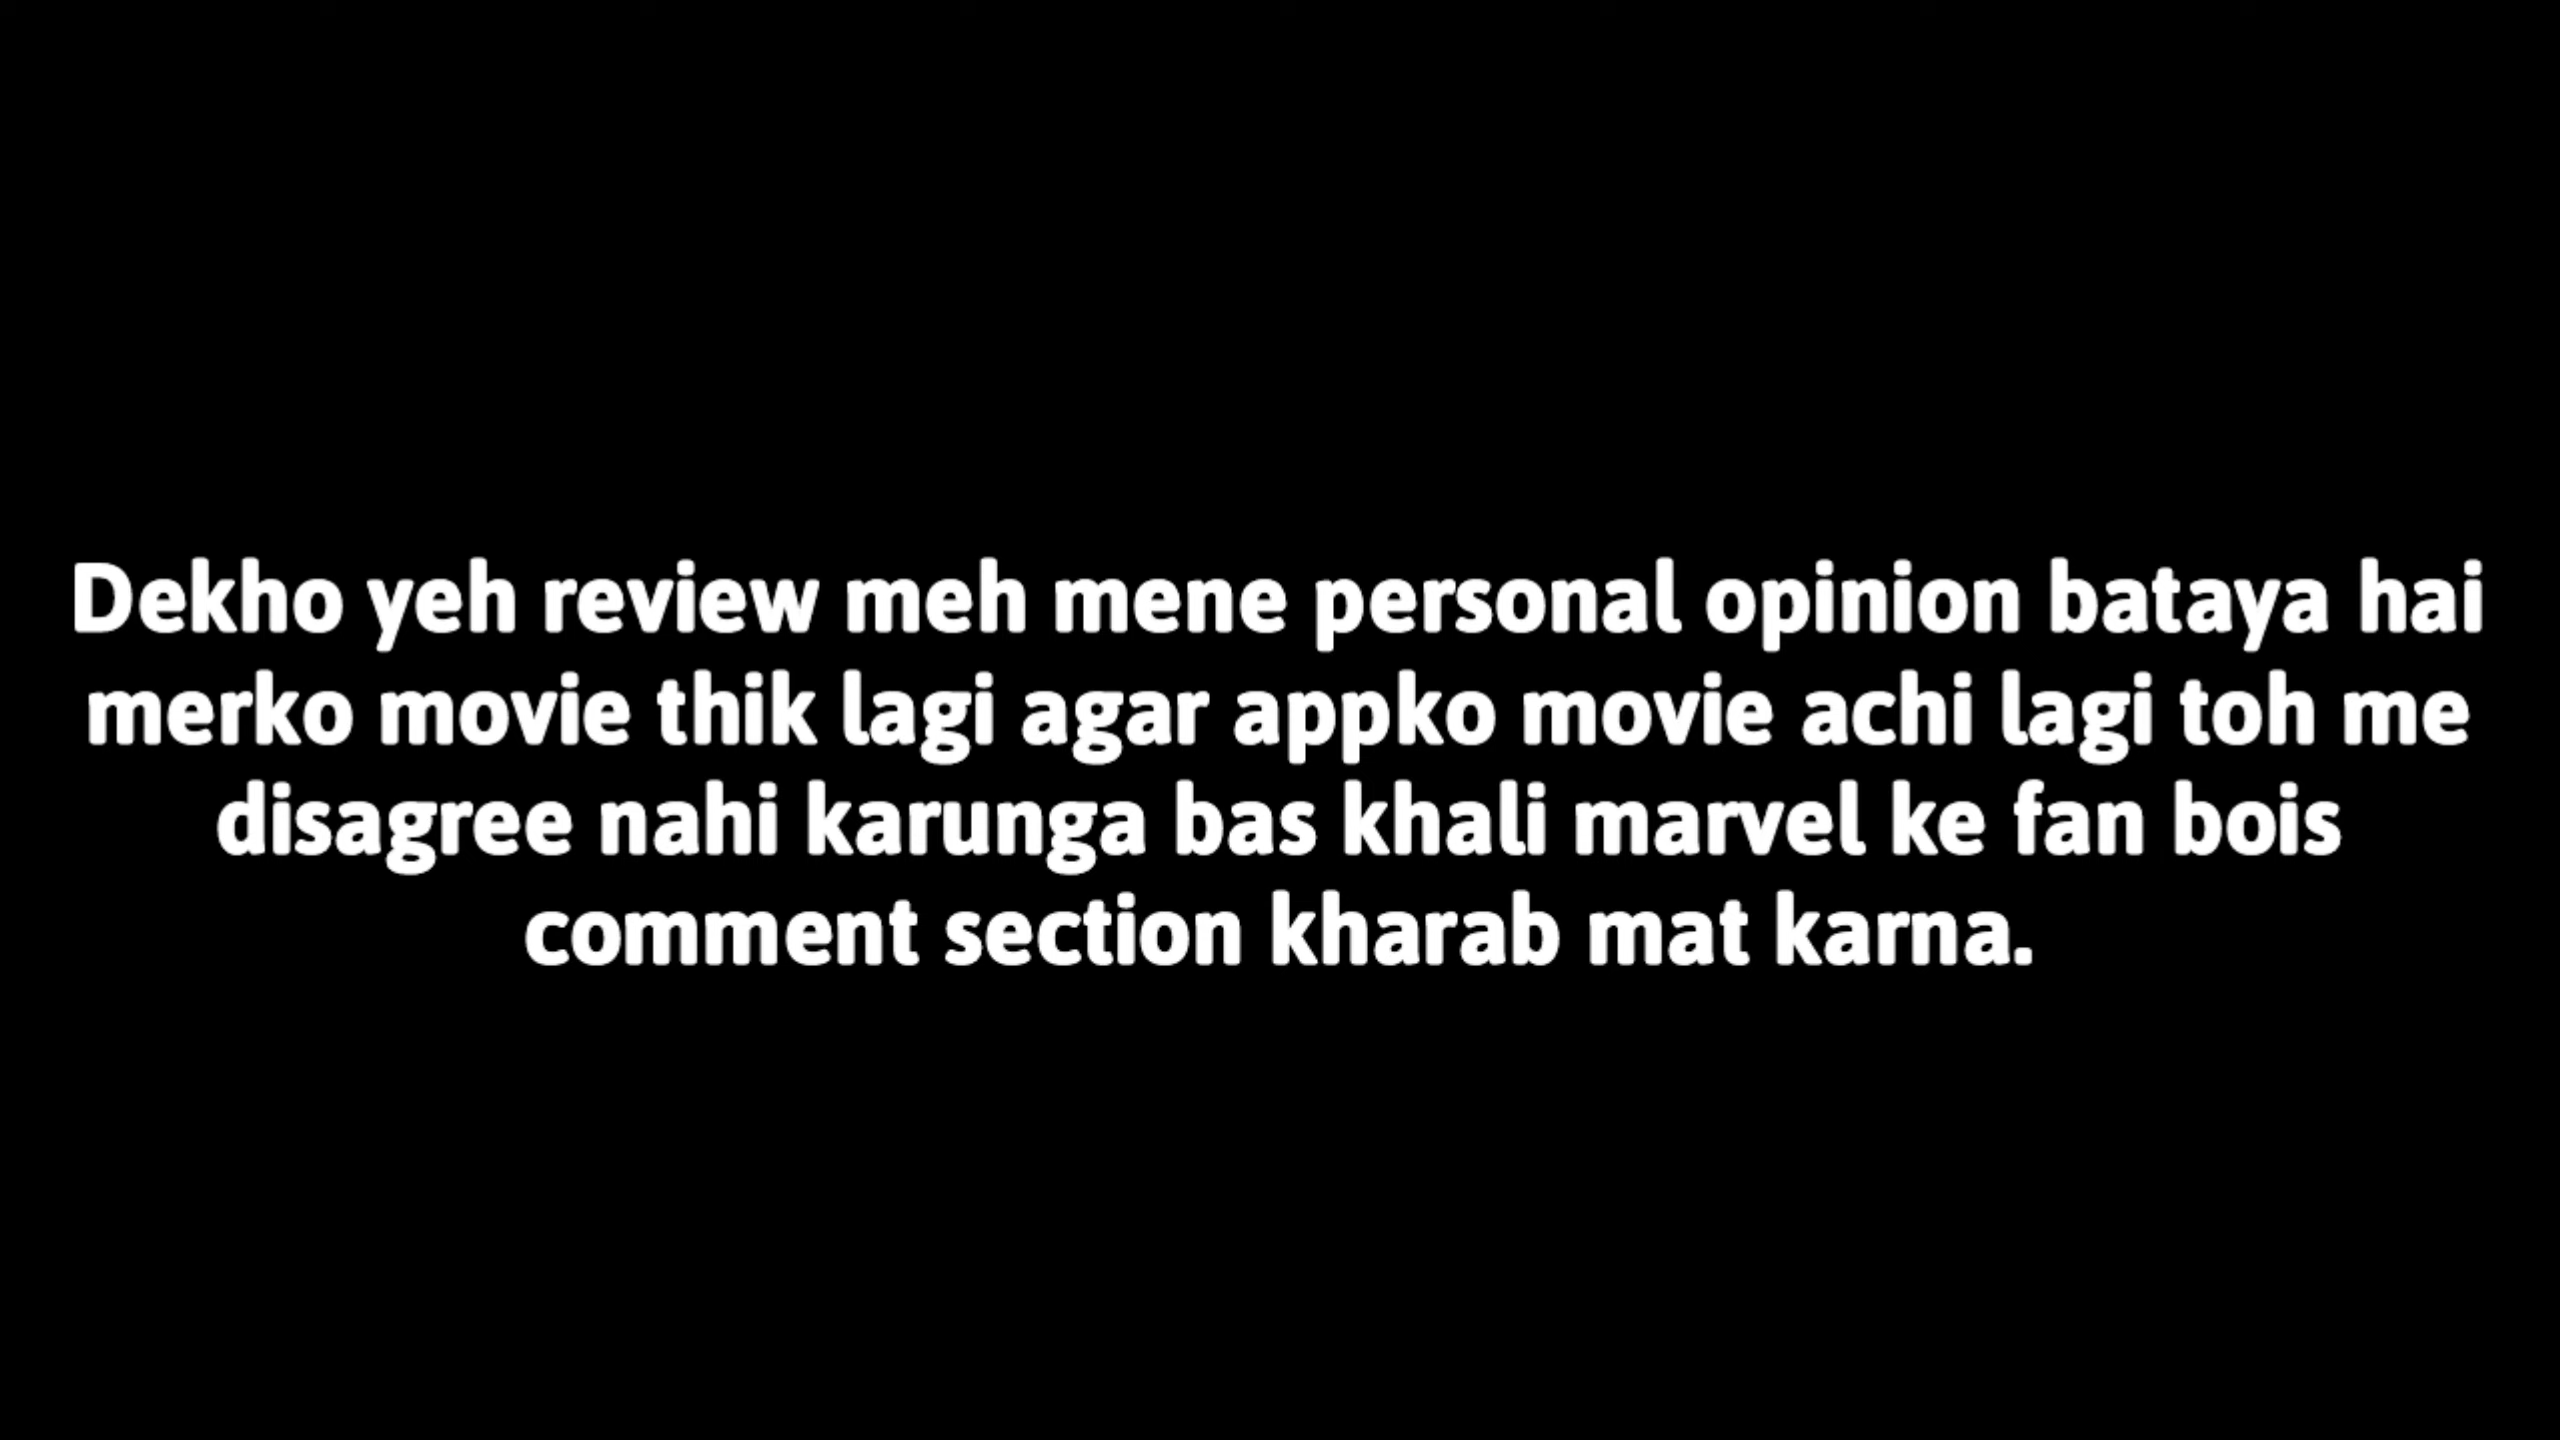 Dekho yeh review meh mene personal opinion bataya hai
merko movie thik lagi agar appko movie achi lagi toh me
disagree nahi karunga bas khali marvel ke fan bois
comment section kharab mat karna.